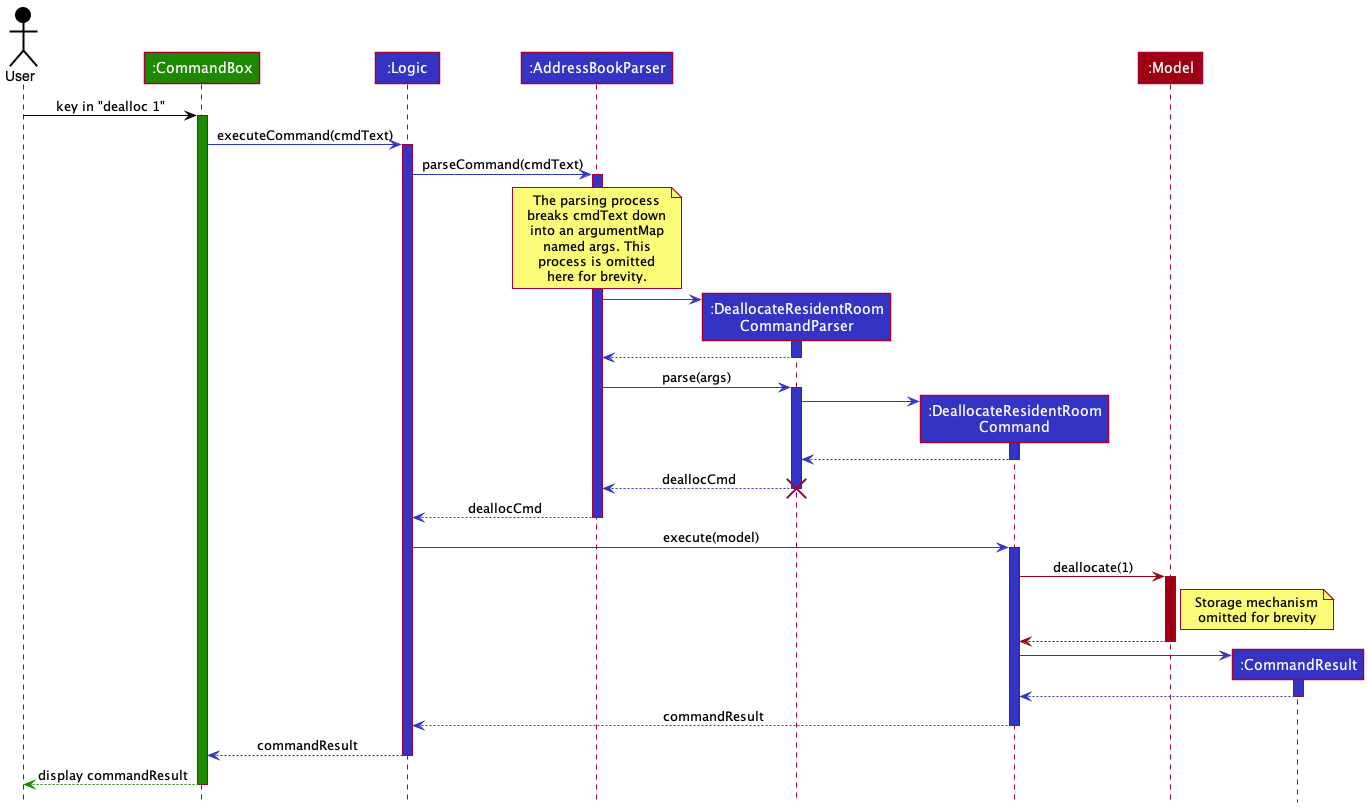 User
:CommandBox
:Logic
:AddressBookParser
:Model
key in "dealloc 1"
executeCommand(cmdText)
parseCommand(cmdText)
The parsing process
breaks cmdText down
into an argumentMap
named args. This
process is omitted
here for brevity.
:DeallocateResidentRoom
CommandParser
parse(args)
:DeallocateResidentRoom
Command
deallocCmd
deallocCmd
execute(model)
deallocate(1)
Storage mechanism
omitted for brevity
:CommandResult
commandResult
commandResult
display commandResult